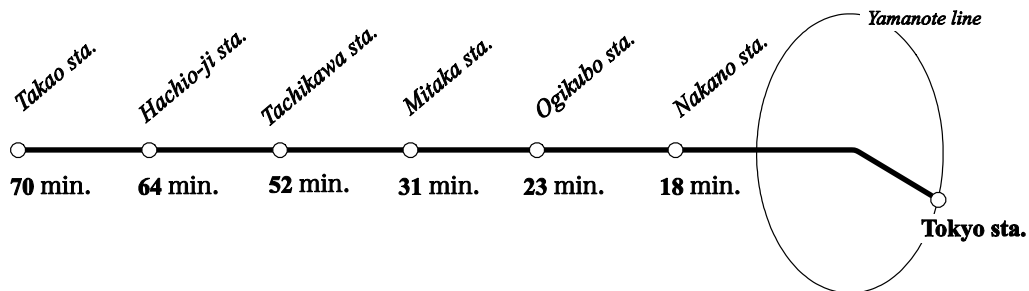 Yamanote line
Takao sta.
Hachio-ji sta.
Tachikawa sta.
Mitaka sta.
Ogikubo sta.
Nakano sta.
70 min.
64 min.
52 min.
31 min.
23 min.
18 min.
Tokyo sta.